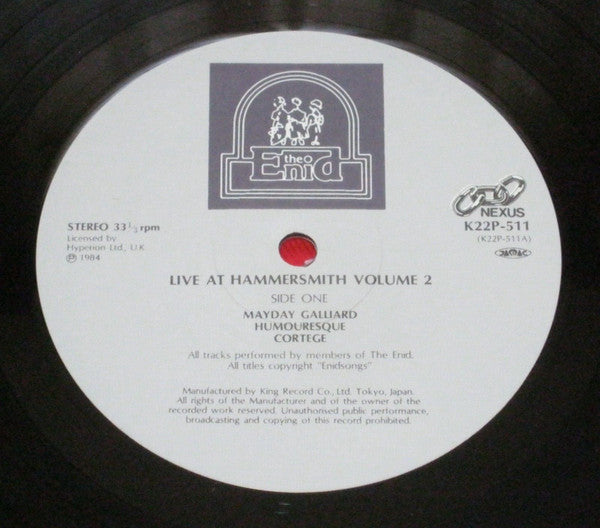 the
Enid
NEXUS
K22P-511
(K22P-511A)
JASRAC
STEREO 33⅓ rpm
Licensed by
Hyperion Ltd., U.K.
℗ 1984
LIVE AT HAMMERSMITH VOLUME 2
SIDE ONE
MAYDAY GALLIARD
HUMOURESQUE
CORTEGE
All tracks performed by members of The Enid.
All titles copyright "Enidsongs"
Manufactured by King Record Co., Ltd. Tokyo, Japan.
All rights of the Manufacturer and of the owner of the
recorded work reserved. Unauthorised public performance,
broadcasting and copying of this record prohibited.